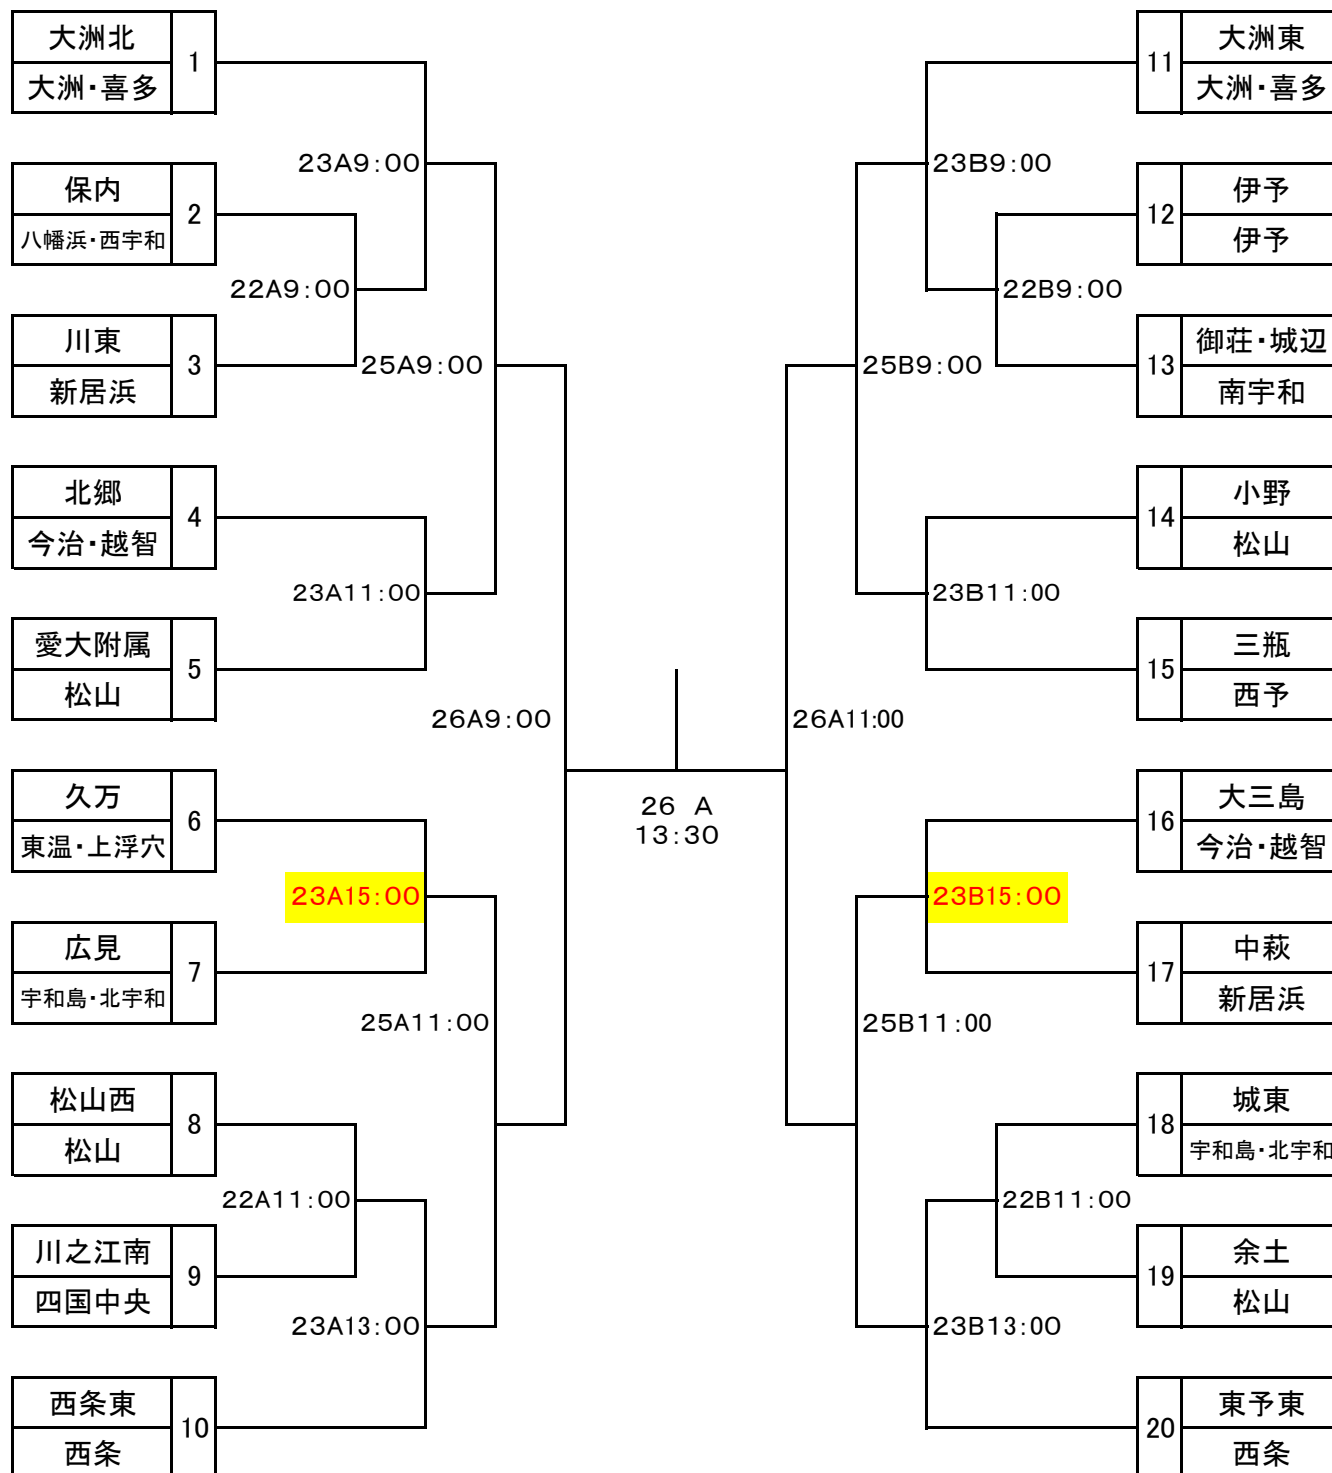 大洲北
1
大洲・喜多
23A9:00
保内
2
八幡浜・西宇和
22A9:00
川東
3
新居浜
25A9:00
北郷
4
今治・越智
23A11:00
愛大附属
5
松山
26A9:00
久万
6
東温・上浮穴
23A15:00
広見
7
宇和島・北宇和
25A11:00
松山西
8
松山
22A11:00
川之江南
9
四国中央
23A13:00
西条東
10
西条
26 A
13:30
大洲東
11
大洲・喜多
23B9:00
伊予
12
伊予
22B9:00
御荘・城辺
13
南宇和
25B9:00
小野
14
松山
23B11:00
三瓶
15
西予
26A11:00
大三島
16
今治・越智
23B15:00
中萩
17
新居浜
25B11:00
城東
18
宇和島・北宇和
22B11:00
余土
19
松山
23B13:00
東予東
20
西条